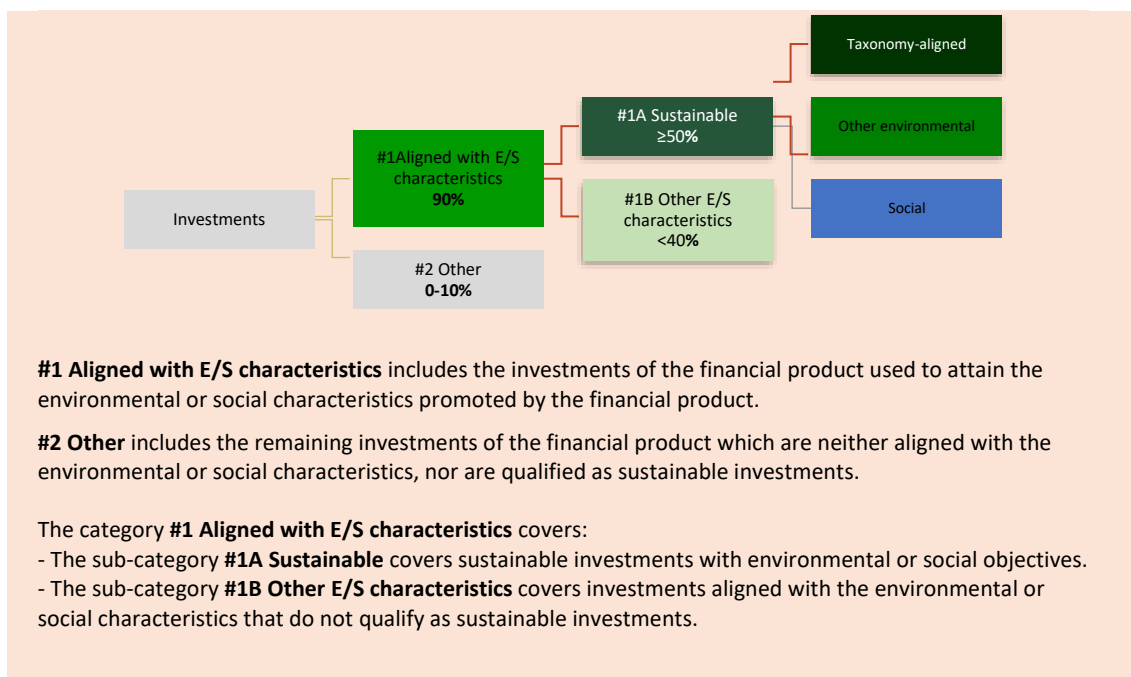 Taxonomy-aligned
#1A Sustainable
≥50%
Other environmental
#1Aligned with E/S
characteristics
90%
#1B Other E/S
characteristics
<40%
Social
Investments
#2 Other
0-10%
#1 Aligned with E/S characteristics includes the investments of the financial product used to attain the
environmental or social characteristics promoted by the financial product.
#2 Other includes the remaining investments of the financial product which are neither aligned with the
environmental or social characteristics, nor are qualified as sustainable investments.
The category #1 Aligned with E/S characteristics covers:
- The sub-category #1A Sustainable covers sustainable investments with environmental or social objectives.
- The sub-category #1B Other E/S characteristics covers investments aligned with the environmental or
social characteristics that do not qualify as sustainable investments.